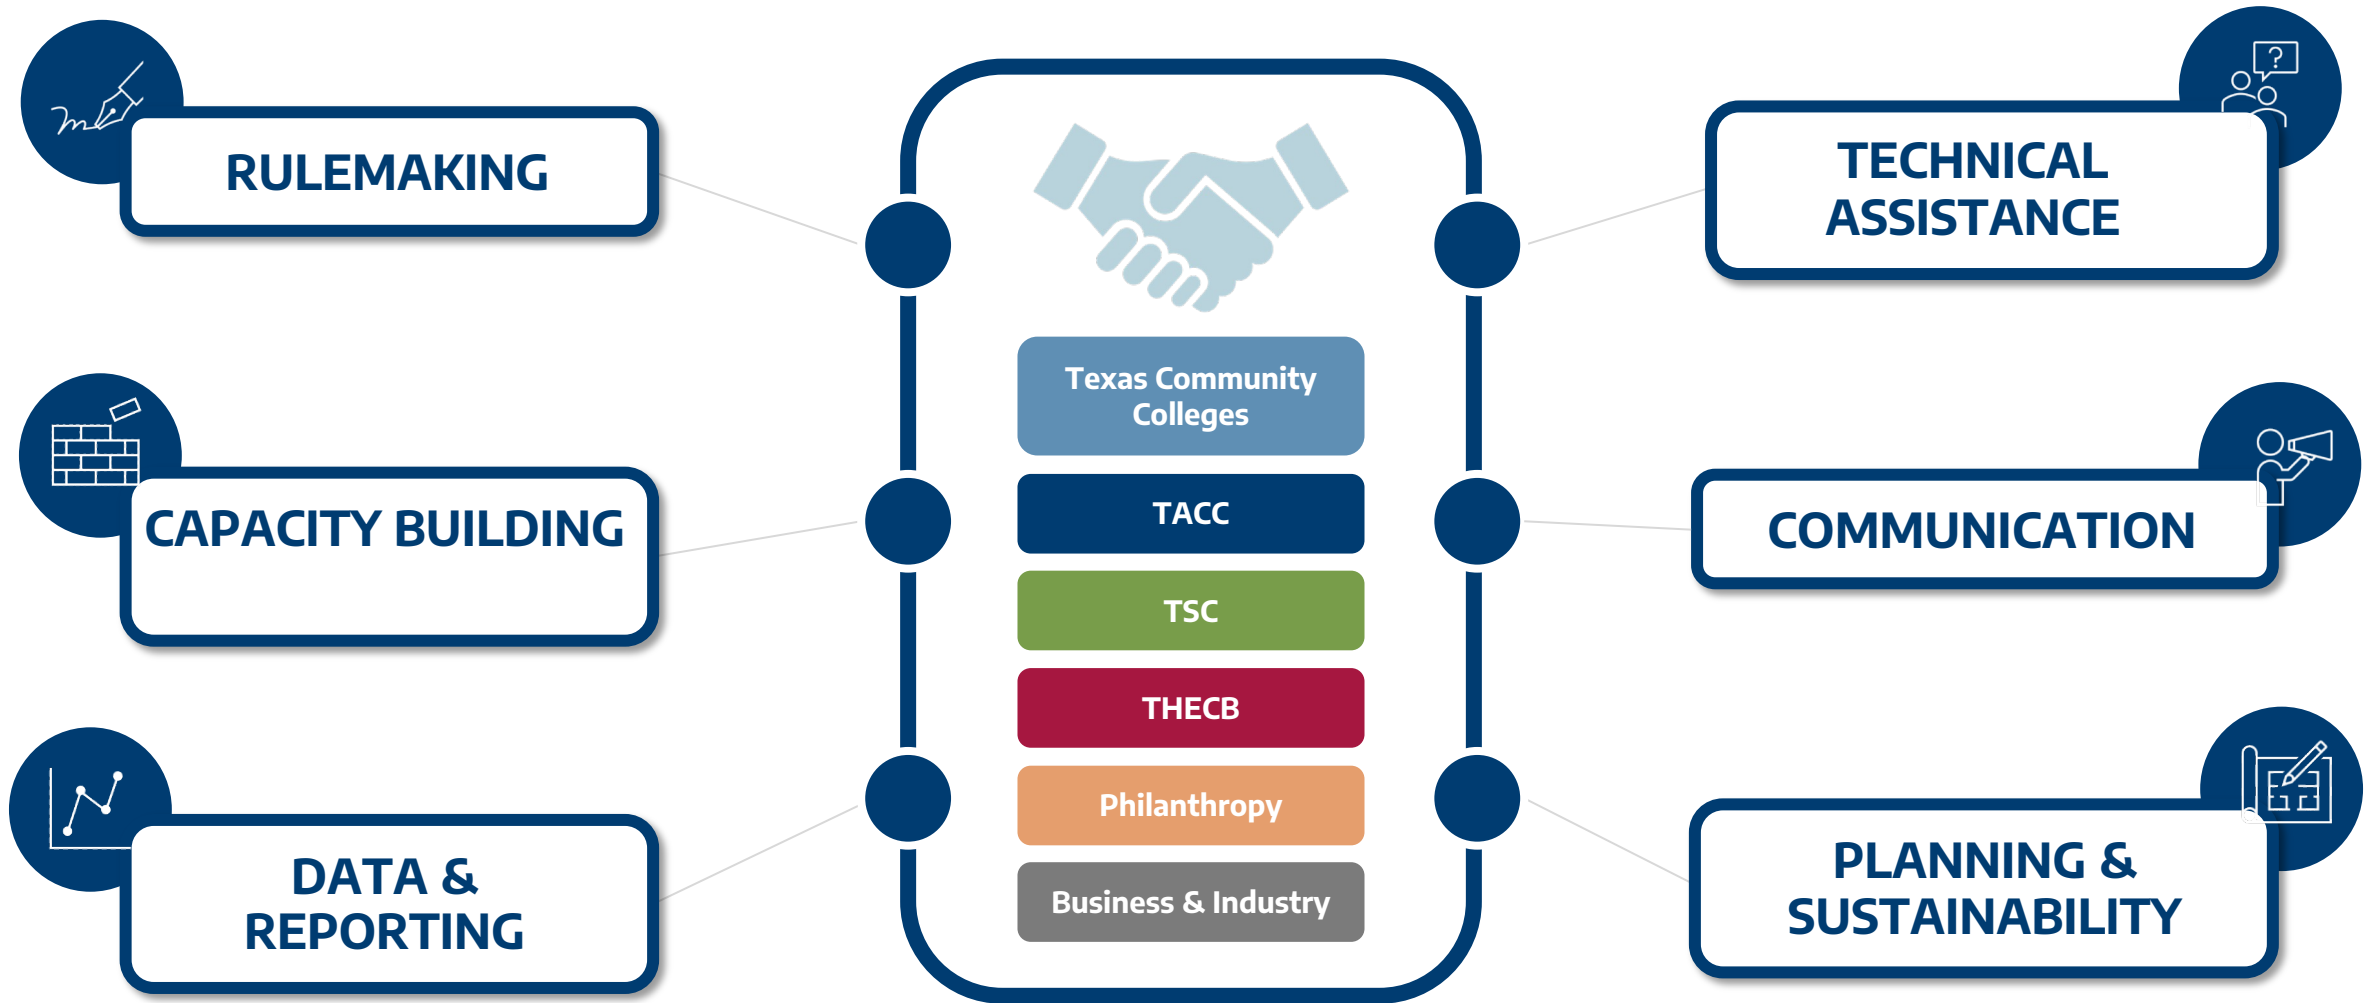 RULEMAKING
CAPACITY BUILDING
DATA &
REPORTING
Texas Community
Colleges
TACC
TSC
THECB
Philanthropy
Business & Industry
?
TECHNICAL
ASSISTANCE
COMMUNICATION
PLANNING &
SUSTAINABILITY